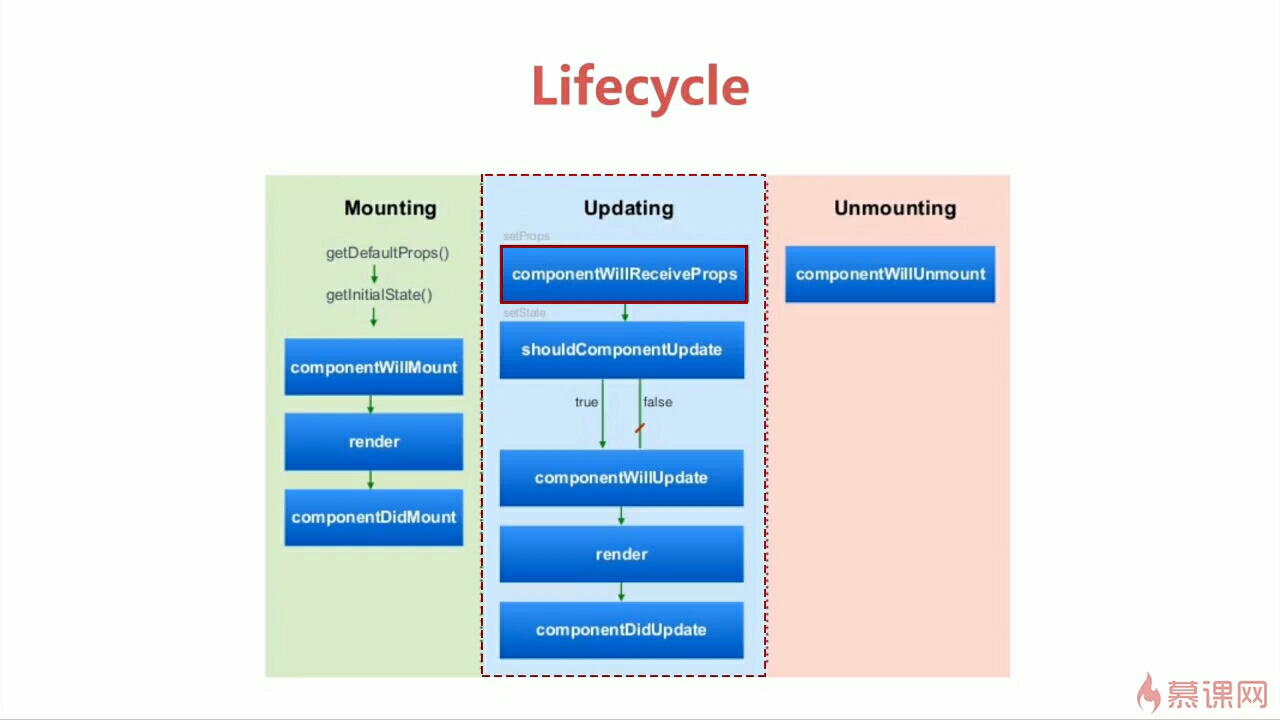 Lifecycle
Mounting
getDefaultProps()
getInitialState()
componentWillMount
render
componentDidMount
Updating
setProps
componentWillReceiveProps
setState
shouldComponentUpdate
true
false
componentWillUpdate
render
componentDidUpdate
Unmounting
componentWillUnmount
慕课网